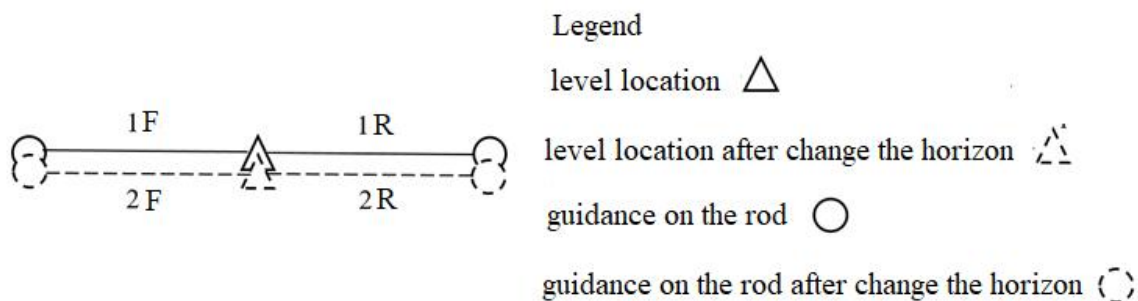 Legend
level location
1F
1R
level location after change the horizon
2F
2R
guidance on the rod
guidance on the rod after change the horizon